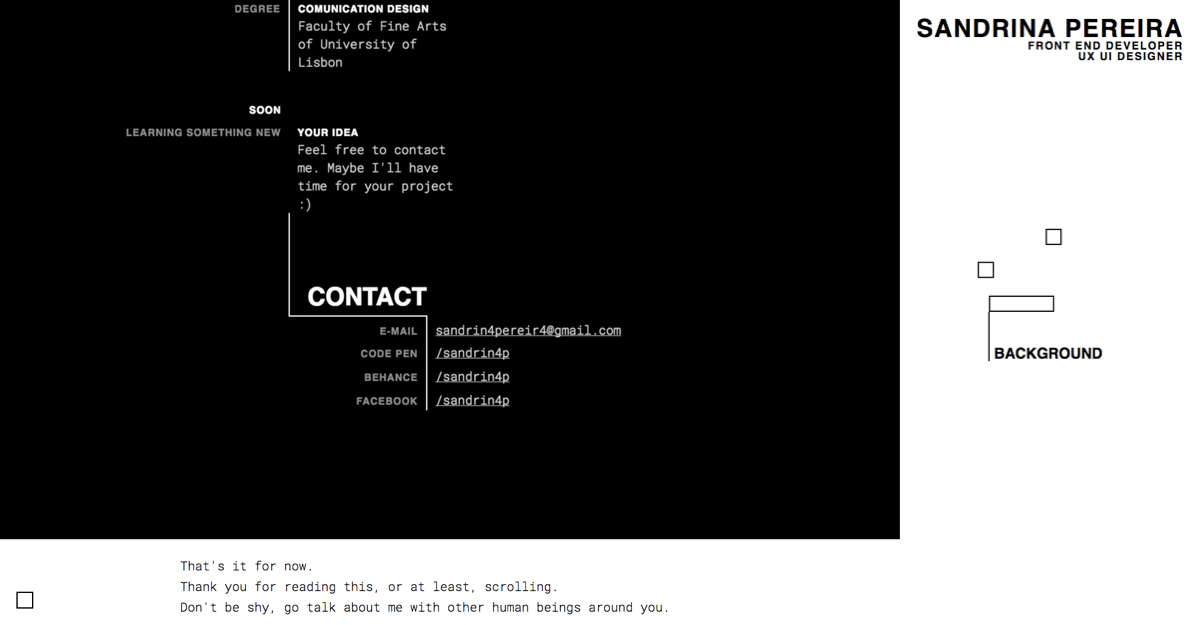 DEGREE
COMUNICATION DESIGN
Faculty of Fine Arts
of University of
Lisbon
SOON
LEARNING SOMETHING NEW
YOUR IDEA
Feel free to contact
me. Maybe I'll have
time for your project
:)
CONTACT
E-MAIL sandrin4pereir4@gmail.com
CODE PEN /sandrin4p
BEHANCE /sandrin4p
FACEBOOK /sandrin4p
SANDRINA PEREIRA
FRONT END DEVELOPER
UX UI DESIGNER
BACKGROUND
That's it for now.
Thank you for reading this, or at least, scrolling.
Don't be shy, go talk about me with other human beings around you.